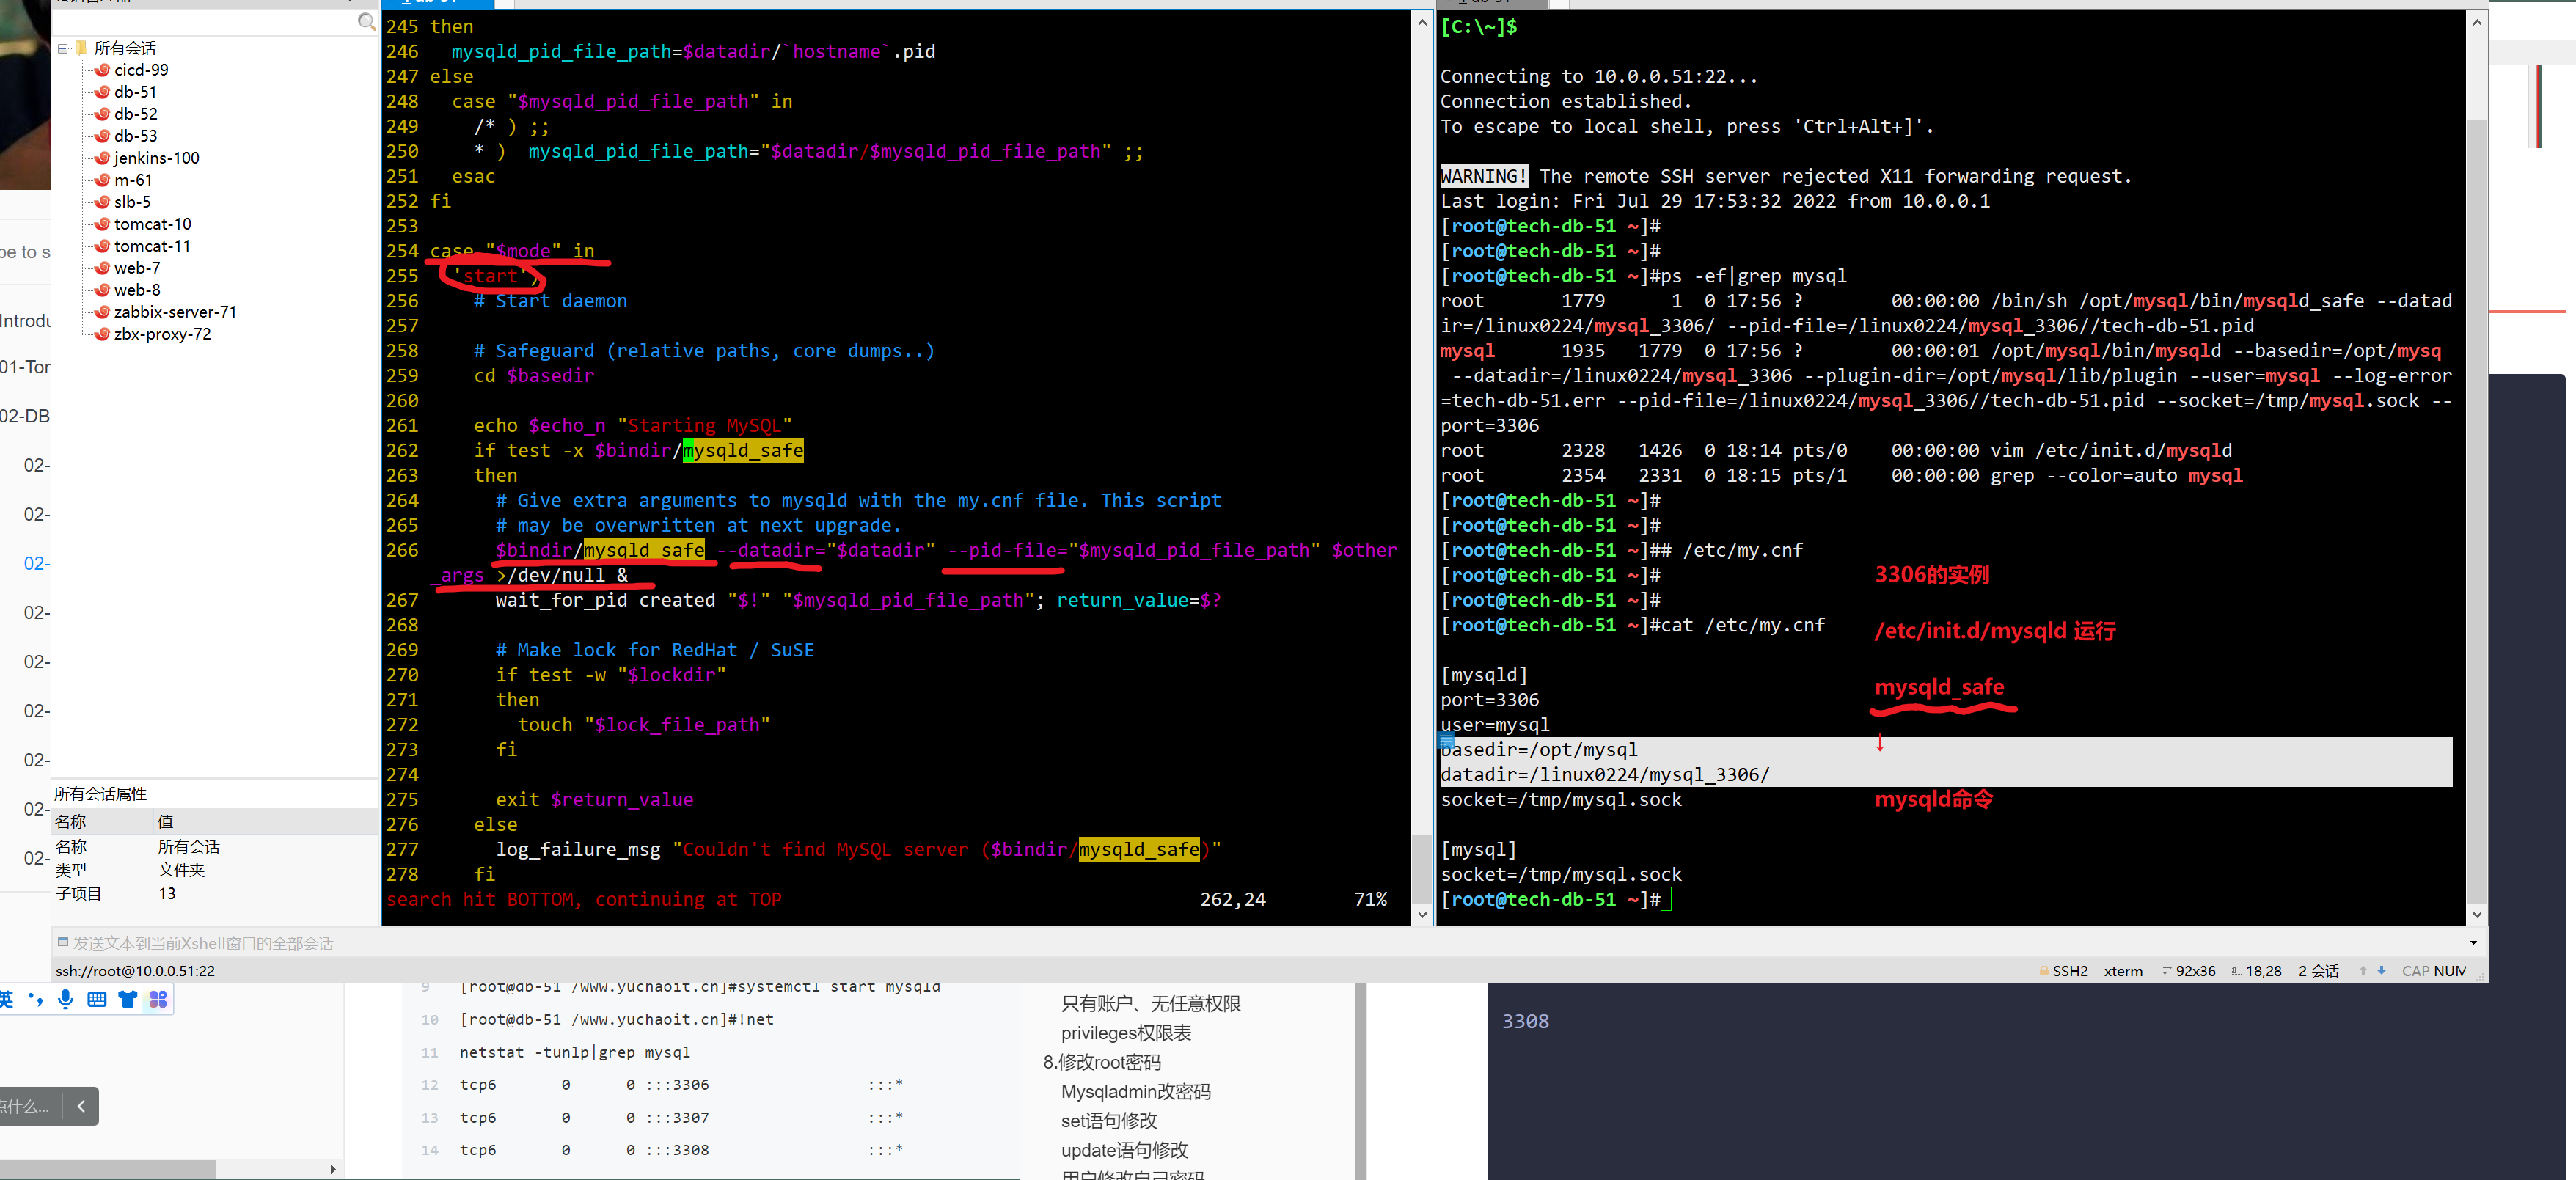 所有会话
cicd-99
db-51
db-52
db-53
jenkins-100
m-61
slb-5
tomcat-10
tomcat-11
web-7
web-8
zabbix-server-71
zbx-proxy-72
所有会话属性
名称 值
名称 所有会话
类型 文件夹
子项目 13
245 then
246 mysqld_pid_file_path=$datadir/`hostname`.pid
247 else
248 case "$mysqld_pid_file_path" in
249 /* ) ;;
250 * ) mysqld_pid_file_path="$datadir/$mysqld_pid_file_path" ;;
251 esac
252 fi
253
254 case "$mode" in
255 'start')
256 # Start daemon
257
258 # Safeguard (relative paths, core dumps..)
259 cd $basedir
260
261 echo $echo_n "Starting MySQL"
262 if test -x $bindir/mysqld_safe
263 then
264 # Give extra arguments to mysqld with the my.cnf file. This script
265 # may be overwritten at next upgrade.
266 $bindir/mysqld_safe --datadir="$datadir" --pid-file="$mysqld_pid_file_path" $other
_args >/dev/null &
267 wait_for_pid created "$!" "$mysqld_pid_file_path"; return_value=$?
268
269 # Make lock for RedHat / SuSE
270 if test -w "$lockdir"
271 then
272 touch "$lock_file_path"
273 fi
274
275 exit $return_value
276 else
277 log_failure_msg "Couldn't find MySQL server ($bindir/mysqld_safe)"
278 fi
search hit BOTTOM, continuing at TOP 262,24 71%
[C:\~]$
Connecting to 10.0.0.51:22...
Connection established.
To escape to local shell, press 'Ctrl+Alt+]'.
WARNING! The remote SSH server rejected X11 forwarding request.
Last login: Fri Jul 29 17:53:32 2022 from 10.0.0.1
[root@tech-db-51 ~]#
[root@tech-db-51 ~]#
[root@tech-db-51 ~]#ps -ef|grep mysql
root 1779 1 0 17:56 ? 00:00:00 /bin/sh /opt/mysql/bin/mysqld_safe --datad
ir=/linux0224/mysql_3306/ --pid-file=/linux0224/mysql_3306//tech-db-51.pid
mysql 1935 1779 0 17:56 ? 00:00:01 /opt/mysql/bin/mysqld --basedir=/opt/mysq
--datadir=/linux0224/mysql_3306 --plugin-dir=/opt/mysql/lib/plugin --user=mysql --log-error
=tech-db-51.err --pid-file=/linux0224/mysql_3306//tech-db-51.pid --socket=/tmp/mysql.sock --
port=3306
root 2328 1426 0 18:14 pts/0 00:00:00 vim /etc/init.d/mysqld
root 2354 2331 0 18:15 pts/1 00:00:00 grep --color=auto mysql
[root@tech-db-51 ~]#
[root@tech-db-51 ~]#
[root@tech-db-51 ~]## /etc/my.cnf
[root@tech-db-51 ~]#
[root@tech-db-51 ~]#
[root@tech-db-51 ~]#cat /etc/my.cnf
[mysqld]
port=3306
user=mysql
basedir=/opt/mysql
datadir=/linux0224/mysql_3306/
socket=/tmp/mysql.sock
[mysql]
socket=/tmp/mysql.sock
[root@tech-db-51 ~]#
3306的实例
/etc/init.d/mysqld 运行
mysqld_safe
↓
mysqld命令
发送文本到当前Xshell窗口的全部会话
ssh://root@10.0.0.51:22 SSH2 xterm 92x36 18,28 2 会话 CAP NUM
be to s
Introdu
01-Tor
02-DB
02-
02-
02-
02-
02-
02-
02-
02-
02-
英
点什么...
9 [root@db-51 /www.yuchaoit.cn]#systemctl start mysqld
10 [root@db-51 /www.yuchaoit.cn]#!net
11 netstat -tunlp|grep mysql
12 tcp6 0 0 :::3306 :::*
13 tcp6 0 0 :::3307 :::*
14 tcp6 0 0 :::3308 :::*
只有账户、无任意权限
privileges权限表
8.修改root密码
Mysqladmin改密码
set语句修改
update语句修改
3308